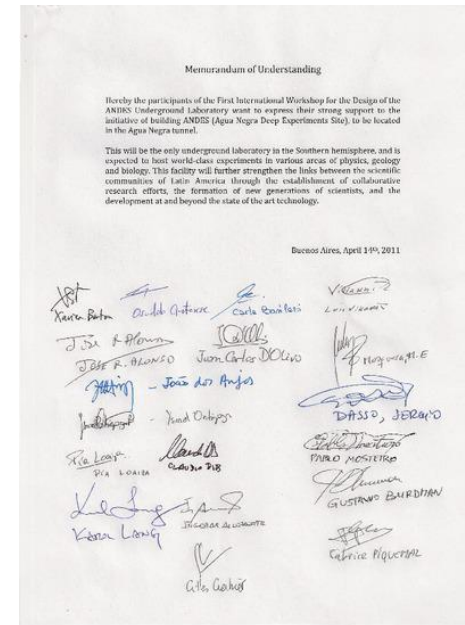 Memorandum of Understanding
Hereby the participants of the First International Workshop for the Design of the
ANDES Underground Laboratory want to express their strong support to the
initiative of building ANDES (Agua Negra Deep Experiments Site), to be located
in the Agua Negra tunnel.
This will be the only underground laboratory in the Southern hemisphere, and is
expected to host world-class experiments in various areas of physics, geology
and biology. This facility will further strengthen the links between the scientific
communities of Latin America through the establishment of collaborative
research efforts, the formation of new generations of scientists, and the
development at and beyond the state of the art technology.
Buenos Aires, April 14th, 2011
Xavier Bertou
Carla Bonifazi
JOSE R. ALONSO
Juan Carlos D'Olivo
Mosquera, M.E
- João dos Anjos
DASSO, SERGIO
PABLO MOSTEIRO
PIA LOAIZA
CLAUDIO DIB
GUSTAVO BURDMAN
KAROL LANG
FABRICE PIQUEMAL